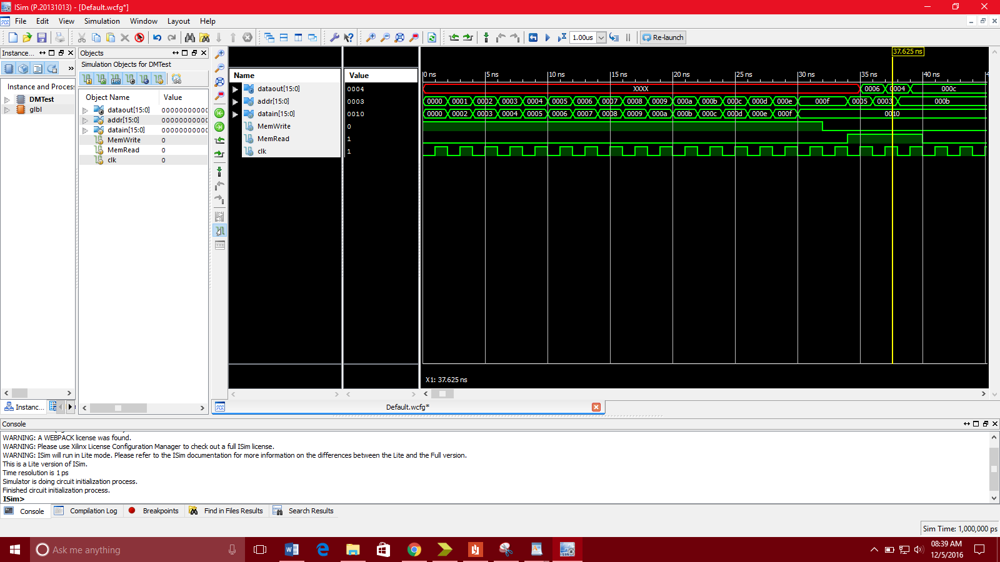 ISim (P.20131013) - [Default.wcfg*]
File Edit View Simulation Window Layout Help
1.00us Re-launch
Instance...
Objects
Simulation Objects for DMTest
Instance and Proces
DMTest
glbl
Object Name Value
dataout[15:0] 00000000000
addr[15:0] 00000000000
datain[15:0] 00000000000
MemWrite 0
MemRead 0
clk 0
Name Value
dataout[15:0] 0004
addr[15:0] 0003
datain[15:0] 0010
MemWrite 0
MemRead 1
clk 1
37.625 ns
0 ns 5 ns 10 ns 15 ns 20 ns 25 ns 30 ns 35 ns 40 ns
XXXX 0006 0004 000c
0000 0001 0002 0003 0004 0005 0006 0007 0008 0009 000a 000b 000c 000d 000e 000f 0005 0003 000b
0000 0002 0003 0004 0005 0006 0007 0008 0009 000a 000b 000c 000d 000e 000f 0010
X1: 37.625 ns
Instanc...
Default.wcfg*
Console
WARNING: A WEBPACK license was found.
WARNING: Please use Xilinx License Configuration Manager to check out a full ISim license.
WARNING: ISim will run in Lite mode. Please refer to the ISim documentation for more information on the differences between the Lite and the Full version.
This is a Lite version of ISim.
Time resolution is 1 ps
Simulator is doing circuit initialization process.
Finished circuit initialization process.
ISim>
Console Compilation Log Breakpoints Find in Files Results Search Results
Sim Time: 1,000,000 ps
Ask me anything
08:39 AM
12/5/2016